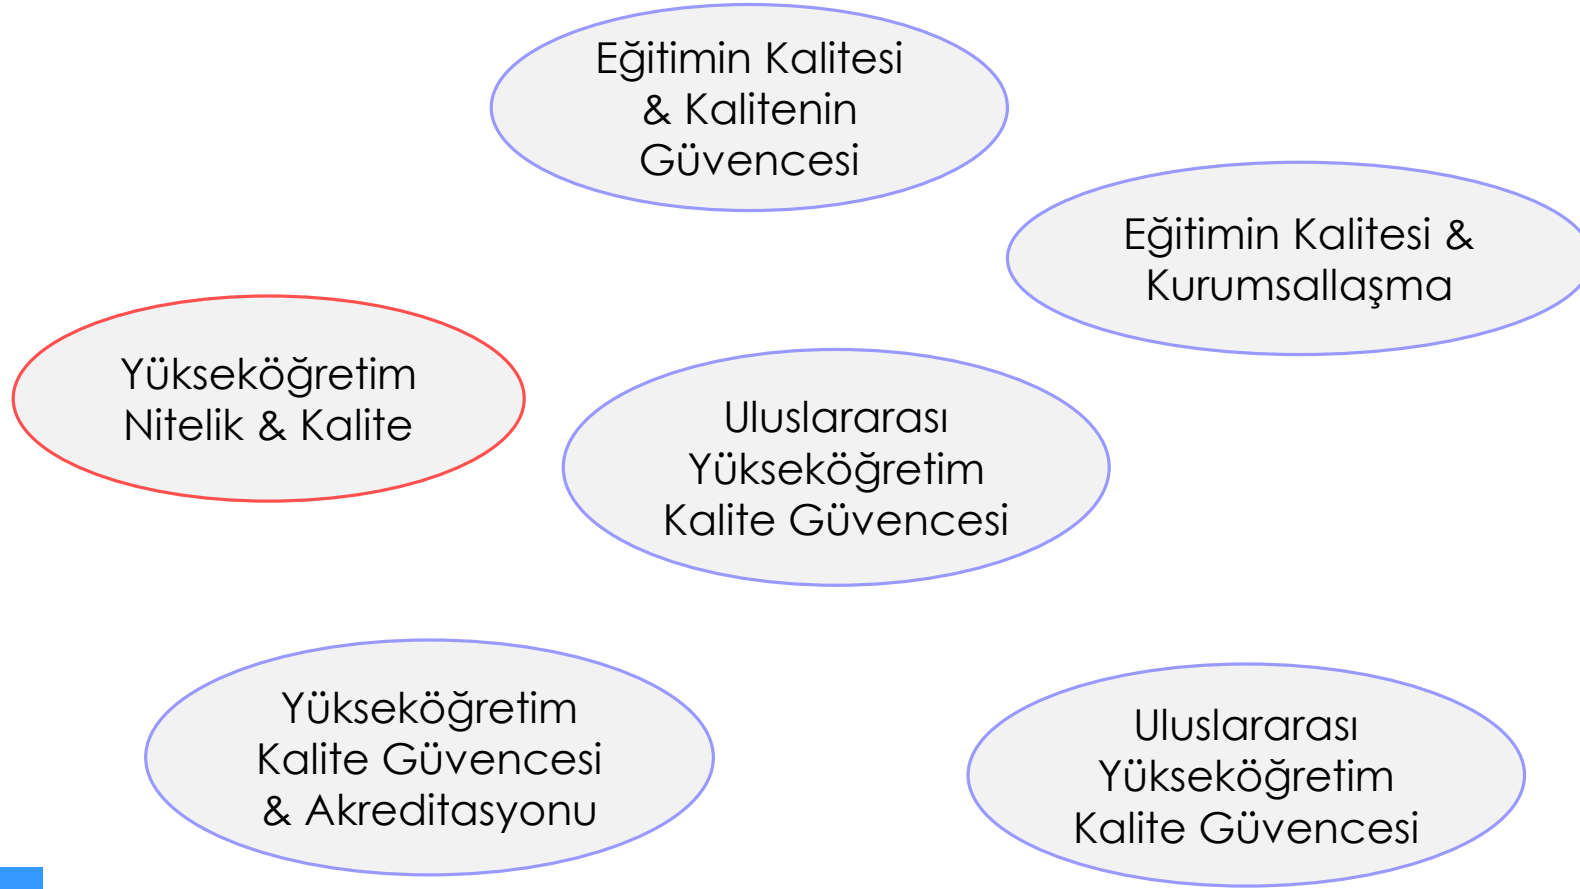 Eğitimin Kalitesi
& Kalitenin
Güvencesi
Eğitimin Kalitesi &
Kurumsallaşma
Yükseköğretim
Nitelik & Kalite
Uluslararası
Yükseköğretim
Kalite Güvencesi
Yükseköğretim
Kalite Güvencesi
& Akreditasyonu
Uluslararası
Yükseköğretim
Kalite Güvencesi